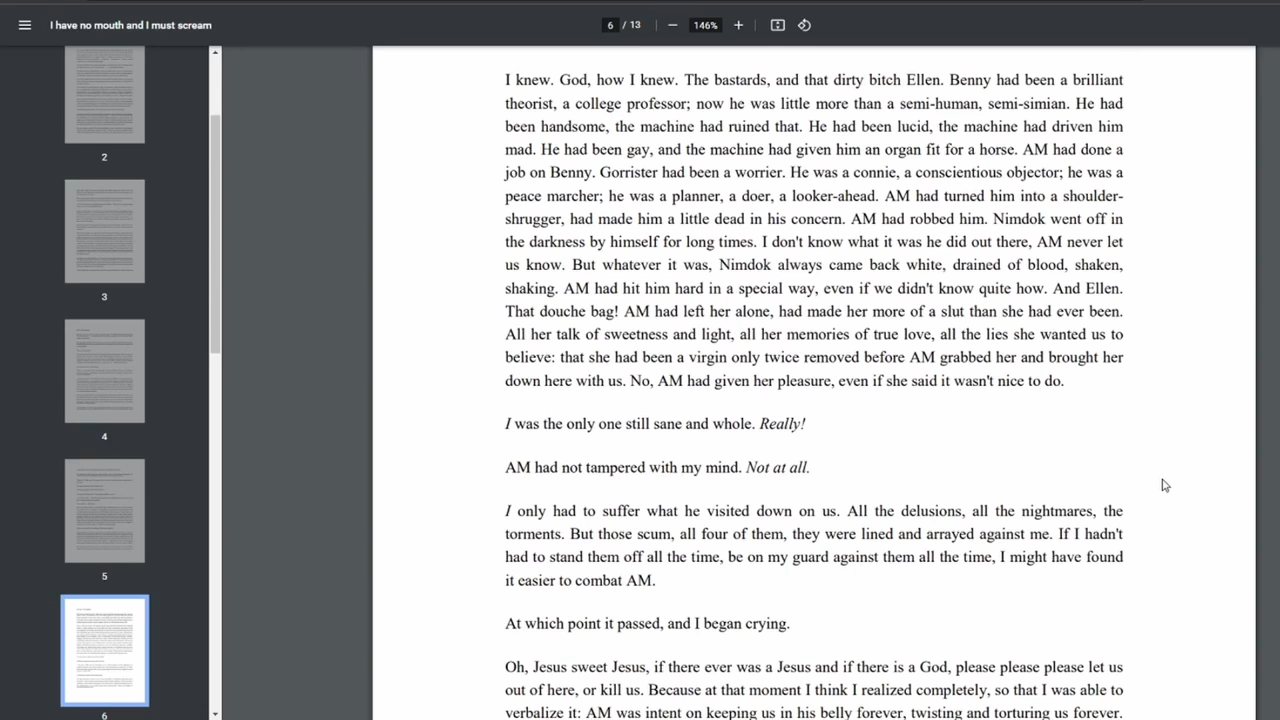 I have no mouth and I must scream
6 / 13
146%
I knew. God, how I knew. The bastards, and that dirty bitch Ellen. Benny had been a brilliant
theorist, a college professor; now he was little more than a semi-human, semi-simian. He had
been handsome, the machine had ruined that. He had been lucid, the machine had driven him
mad. He had been gay, and the machine had given him an organ fit for a horse. AM had done a
job on Benny. Gorrister had been a worrier. He was a connie, a conscientious objector; he was a
peace marcher; he was a planner, a doer, a looker-ahead. AM had turned him into a shoulder-
shrugger, had made him a little dead in his concern. AM had robbed him. Nimdok went off in
the darkness by himself for long times. I don't know what it was he did out there, AM never let
us know. But whatever it was, Nimdok always came back white, drained of blood, shaken,
shaking. AM had hit him hard in a special way, even if we didn't know quite how. And Ellen.
That douche bag! AM had left her alone, had made her more of a slut than she had ever been.
All her talk of sweetness and light, all her memories of true love, all the lies she wanted us to
believe: that she had been a virgin only twice removed before AM grabbed her and brought her
down here with us. No, AM had given her pleasure, even if she said it wasn't nice to do.
I was the only one still sane and whole. Really!
AM had not tampered with my mind. Not at all.
I only had to suffer what he visited down on us. All the delusions, all the nightmares, the
torments. But those scum, all four of them, they were lined and arrayed against me. If I hadn't
had to stand them off all the time, be on my guard against them all the time, I might have found
it easier to combat AM.
At which point it passed, and I began crying.
Oh, Jesus sweet Jesus, if there ever was a Jesus and if there is a God, please please please let us
out of here, or kill us. Because at that moment I think I realized completely, so that I was able to
verbalize it: AM was intent on keeping us in his belly forever, twisting and torturing us forever.
2
3
4
5
6